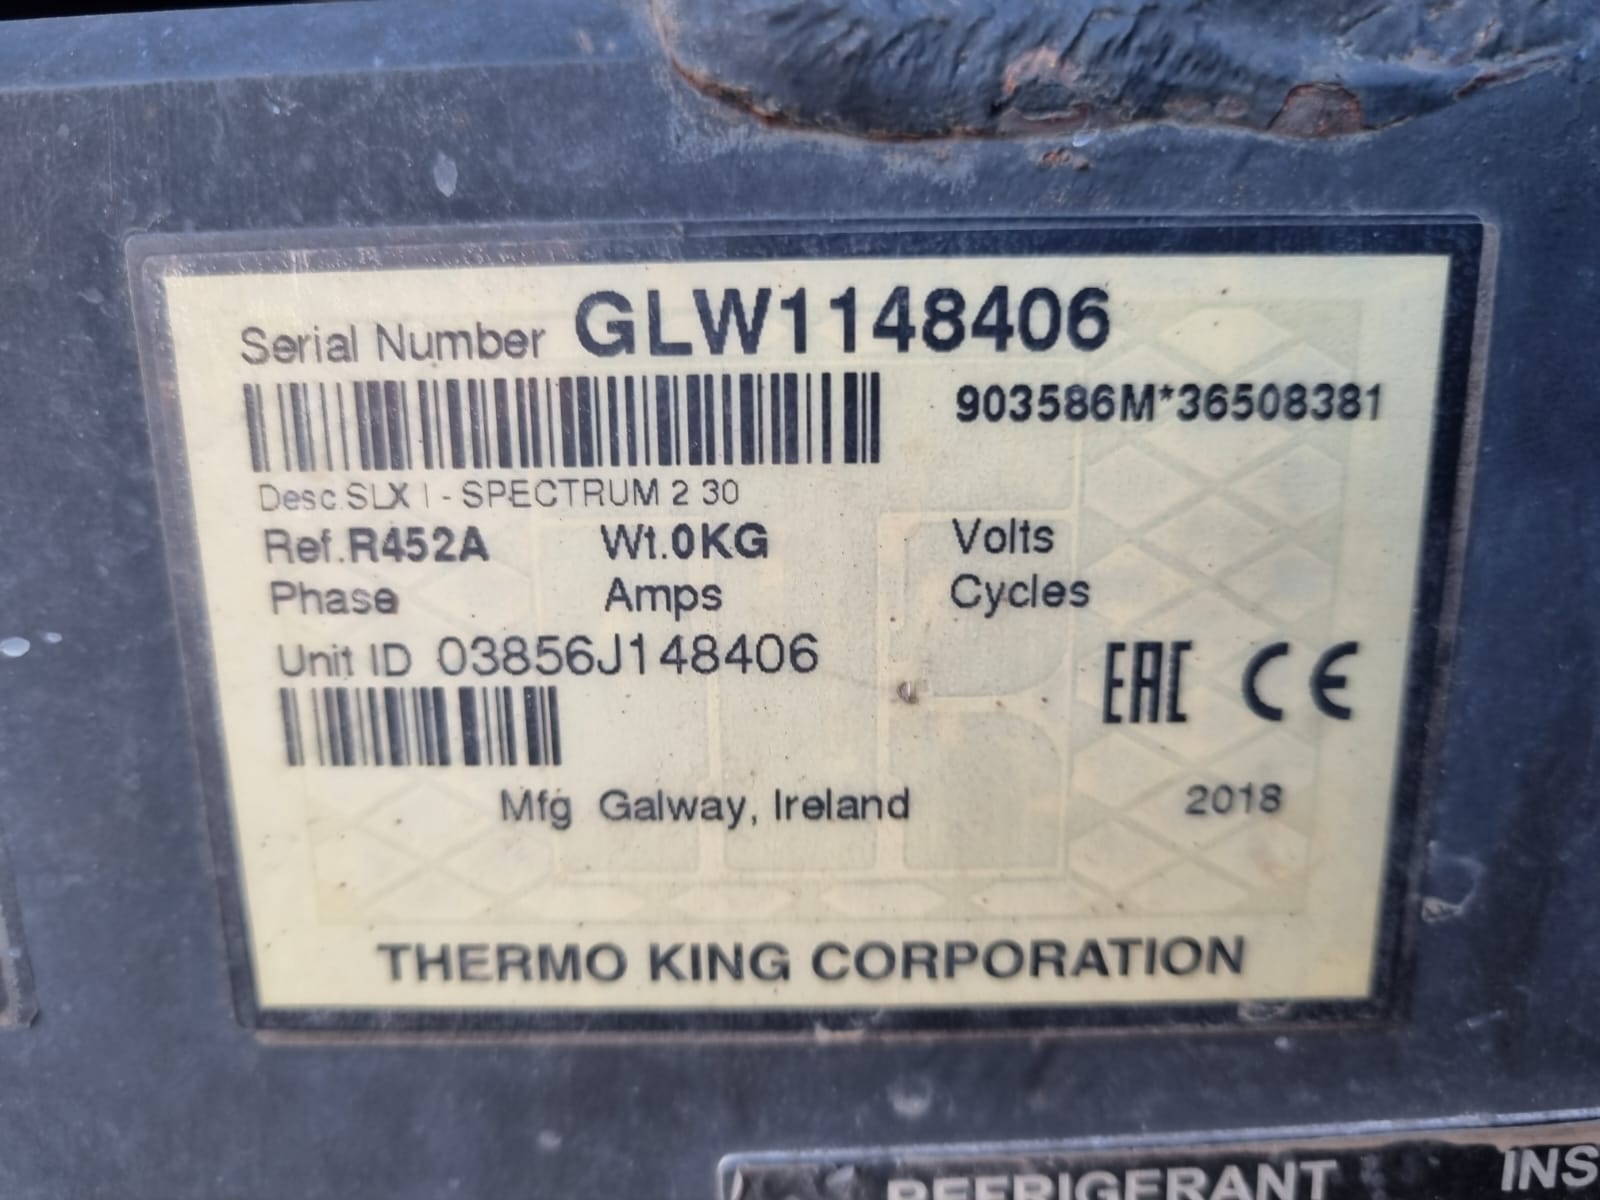 Serial Number GLW1148406
903586M*36508381
Desc.SLX I - SPECTRUM 2 30
Ref.R452A Wt.0KG Volts
Phase Amps Cycles
Unit ID 03856J148406
EAC CE
Mfg Galway, Ireland 2018
THERMO KING CORPORATION
REFRIGERANT INS